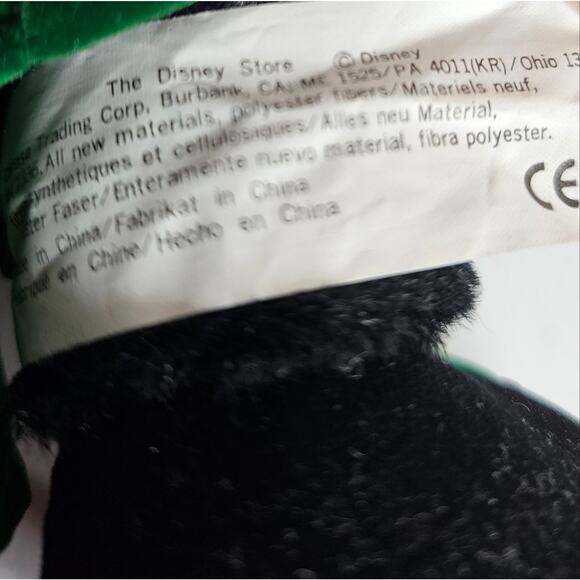 The Disney Store © Disney
Trading Corp. Burbank, CA, ME 1525/PA 4011(KR)/Ohio 13
All new materials, polyester fibers/Materiels neuf,
synthetiques et cellulosiques/Alles neu Material,
ter Faser/Enteramente nuevo material, fibra polyester.
in China/Fabrikat in China
en Chine/Hecho en China
CE